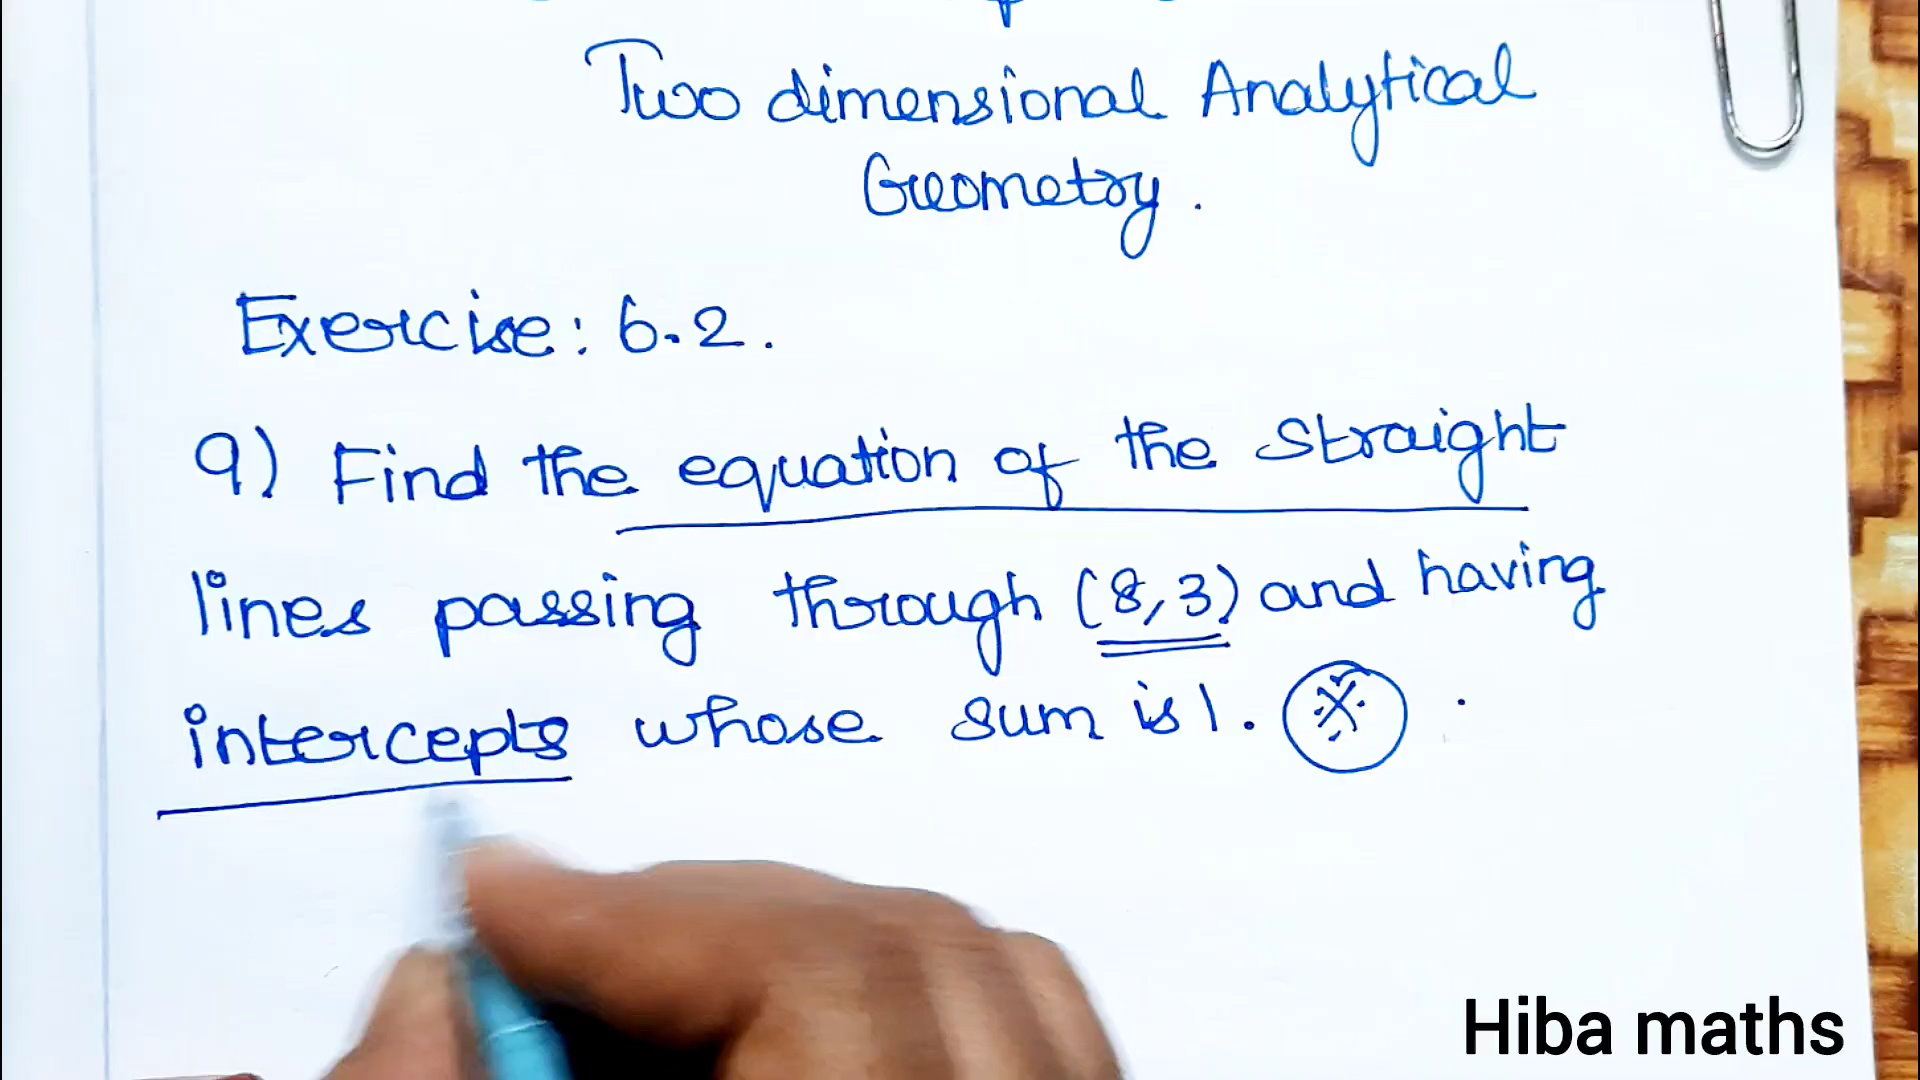 Two dimensional Analytical
Geometry.
Exercise: 6.2.
9) Find the equation of the straight
lines passing through (8,3) and having
intercepts whose sum is 1.
Hiba maths